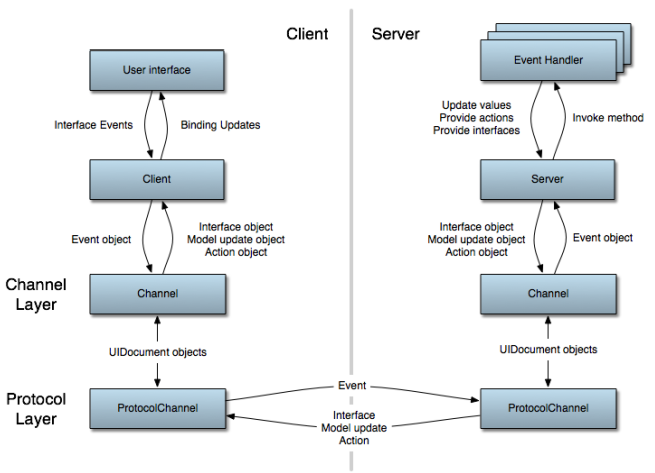 Client
Server
User interface
Event Handler
Interface Events
Binding Updates
Update values
Provide actions
Provide interfaces
Invoke method
Client
Server
Event object
Interface object
Model update object
Action object
Interface object
Model update object
Action object
Event object
Channel
Layer
Channel
Channel
UIDocument objects
UIDocument objects
Protocol
Layer
ProtocolChannel
ProtocolChannel
Event
Interface
Model update
Action